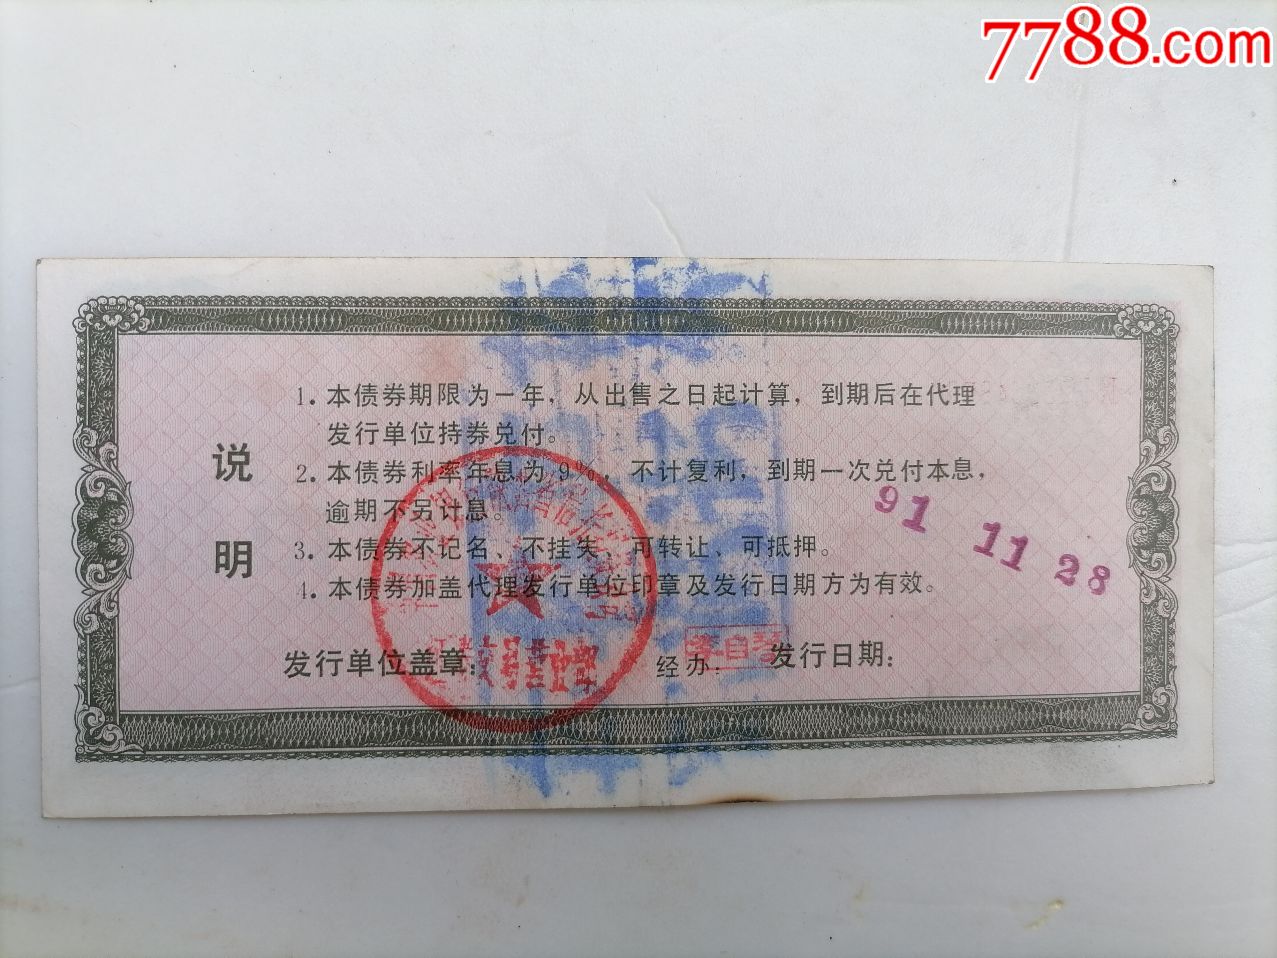 7788.com
说明
1.本债券期限为一年，从出售之日起计算，到期后在代理
发行单位持券兑付。
2.本债券利率年息为9%，不计复利，到期一次兑付本息，
逾期不另计息。
3.本债券不记名、不挂失、可转让、可抵押。
4.本债券加盖代理发行单位印章及发行日期方为有效。
91 11 28
发行单位盖章：
经办：
李自琴
发行日期：